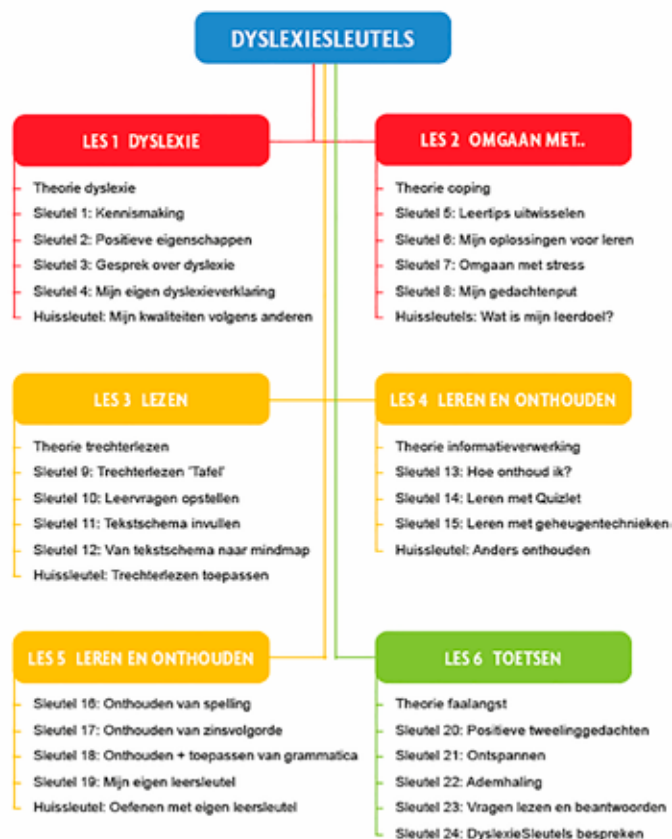 DYSLEXIESLEUTELS
LES 1 DYSLEXIE
Theorie dyslexie
Sleutel 1: Kennismaking
Sleutel 2: Positieve eigenschappen
Sleutel 3: Gesprek over dyslexie
Sleutel 4: Mijn eigen dyslexieverklaring
Huissleutel: Mijn kwaliteiten volgens anderen
LES 2 OMGAAN MET..
Theorie coping
Sleutel 5: Leertips uitwisselen
Sleutel 6: Mijn oplossingen voor leren
Sleutel 7: Omgaan met stress
Sleutel 8: Mijn gedachtenput
Huissleutels: Wat is mijn leerdoel?
LES 3 LEZEN
Theorie trechterlezen
Sleutel 9: Trechterlezen 'Tafel'
Sleutel 10: Leervragen opstellen
Sleutel 11: Tekstschema invullen
Sleutel 12: Van tekstschema naar mindmap
Huissleutel: Trechterlezen toepassen
LES 4 LEREN EN ONTHOUDEN
Theorie informatieverwerking
Sleutel 13: Hoe onthoud ik?
Sleutel 14: Leren met Quizlet
Sleutel 15: Leren met geheugentechnieken
Huissleutel: Anders onthouden
LES 5 LEREN EN ONTHOUDEN
Sleutel 16: Onthouden van spelling
Sleutel 17: Onthouden van zinsvolgorde
Sleutel 18: Onthouden + toepassen van grammatica
Sleutel 19: Mijn eigen leersleutel
Huissleutel: Oefenen met eigen leersleutel
LES 6 TOETSEN
Theorie faalangst
Sleutel 20: Positieve tweelinggedachten
Sleutel 21: Ontspannen
Sleutel 22: Ademhaling
Sleutel 23: Vragen lezen en beantwoorden
Sleutel 24: DyslexieSleutels bespreken